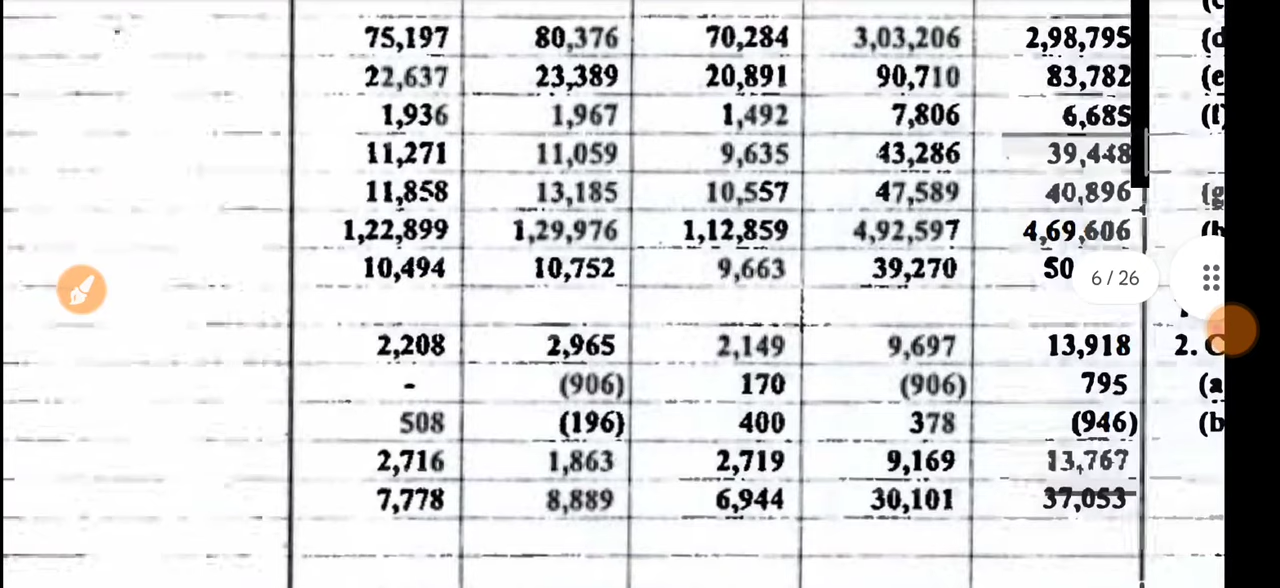 75,197 80,376 70,284 3,03,206 2,98,795 (d
22,637 23,389 20,891 90,710 83,782 (e
1,936 1,967 1,492 7,806 6,685 (f)
11,271 11,059 9,635 43,286 39,448
11,858 13,185 10,557 47,589 40,896 (g
1,22,899 1,29,976 1,12,859 4,92,597 4,69,606 (h
10,494 10,752 9,663 39,270 50
6 / 26
2,208 2,965 2,149 9,697 13,918 2. C
- (906) 170 (906) 795 (a
508 (196) 400 378 (946) (b
2,716 1,863 2,719 9,169 13,767
7,778 8,889 6,944 30,101 37,053